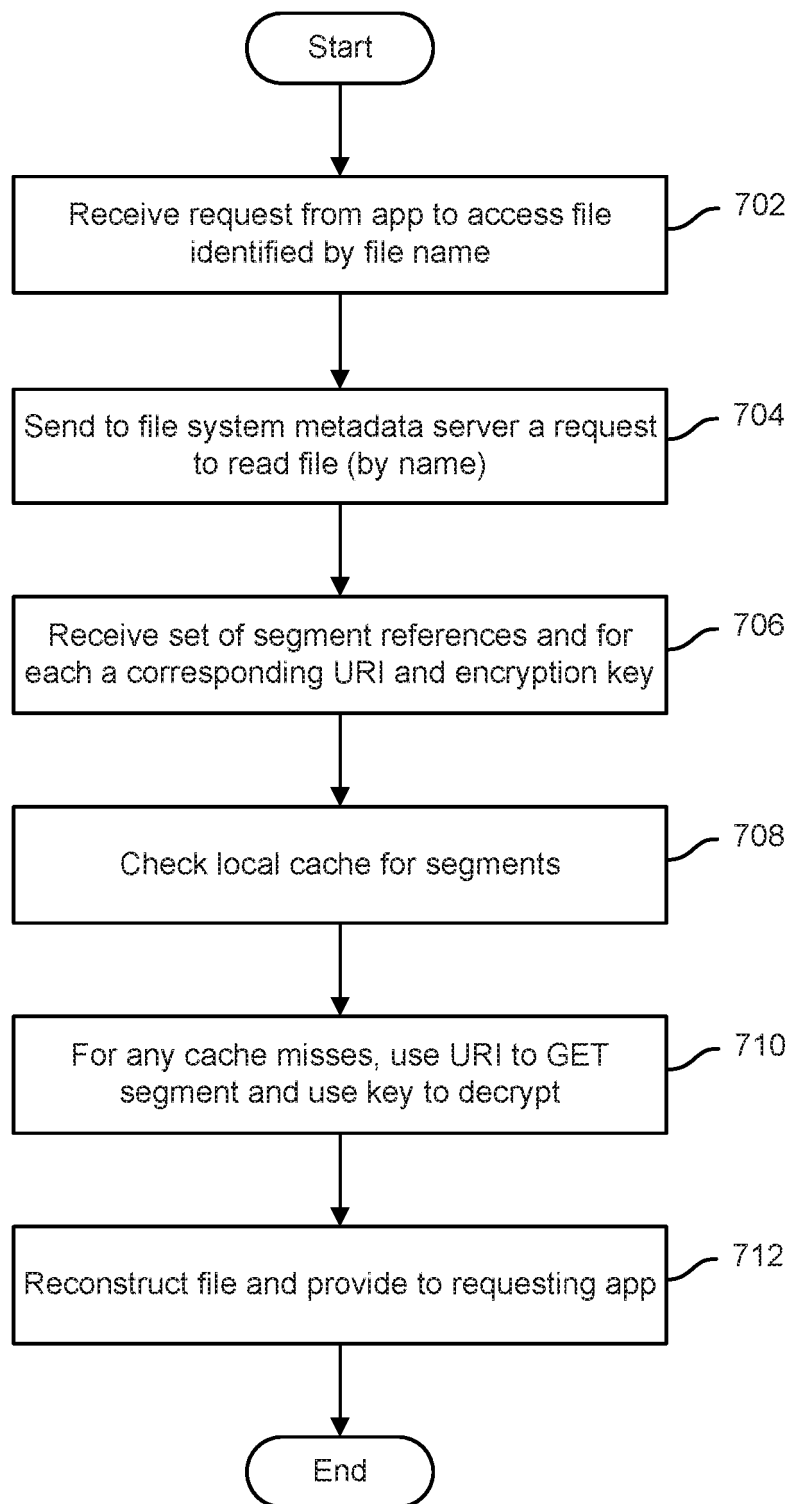 Start
Receive request from app to access file
identified by file name
702
Send to file system metadata server a request
to read file (by name)
704
Receive set of segment references and for
each a corresponding URI and encryption key
706
Check local cache for segments
708
For any cache misses, use URI to GET
segment and use key to decrypt
710
Reconstruct file and provide to requesting app
712
End